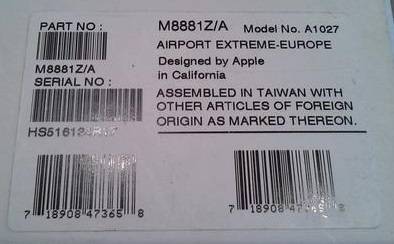 PART NO :
M8881Z/A
SERIAL NO :
M8881Z/A Model No. A1027
AIRPORT EXTREME-EUROPE
Designed by Apple
in California
ASSEMBLED IN TAIWAN WITH
OTHER ARTICLES OF FOREIGN
ORIGIN AS MARKED THEREON.
7 18908 47365 8